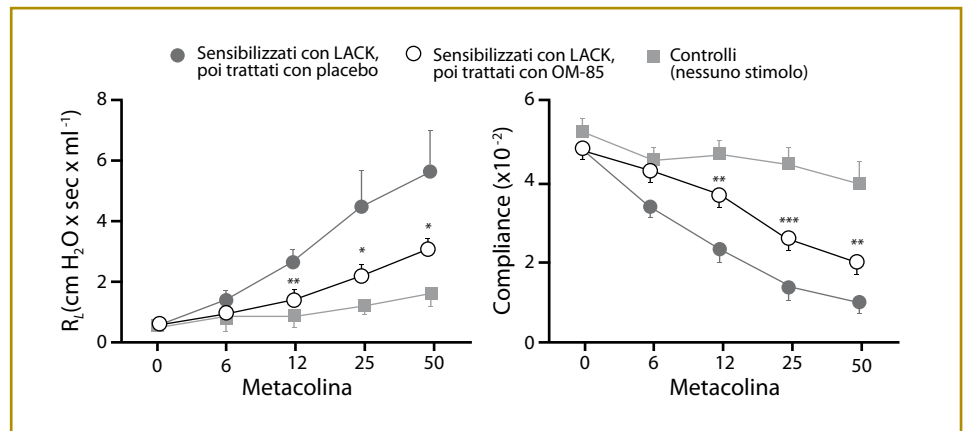 Sensibilizzati con LACK,
poi trattati con placebo
Sensibilizzati con LACK,
poi trattati con OM-85
Controlli
(nessuno stimolo)
R_L (cm H₂O x sec x ml⁻¹)
8
6
4
2
0
**
*
*
0 6 12 25 50
Metacolina
Compliance (x10⁻²)
6
4
2
0
**
***
**
0 6 12 25 50
Metacolina